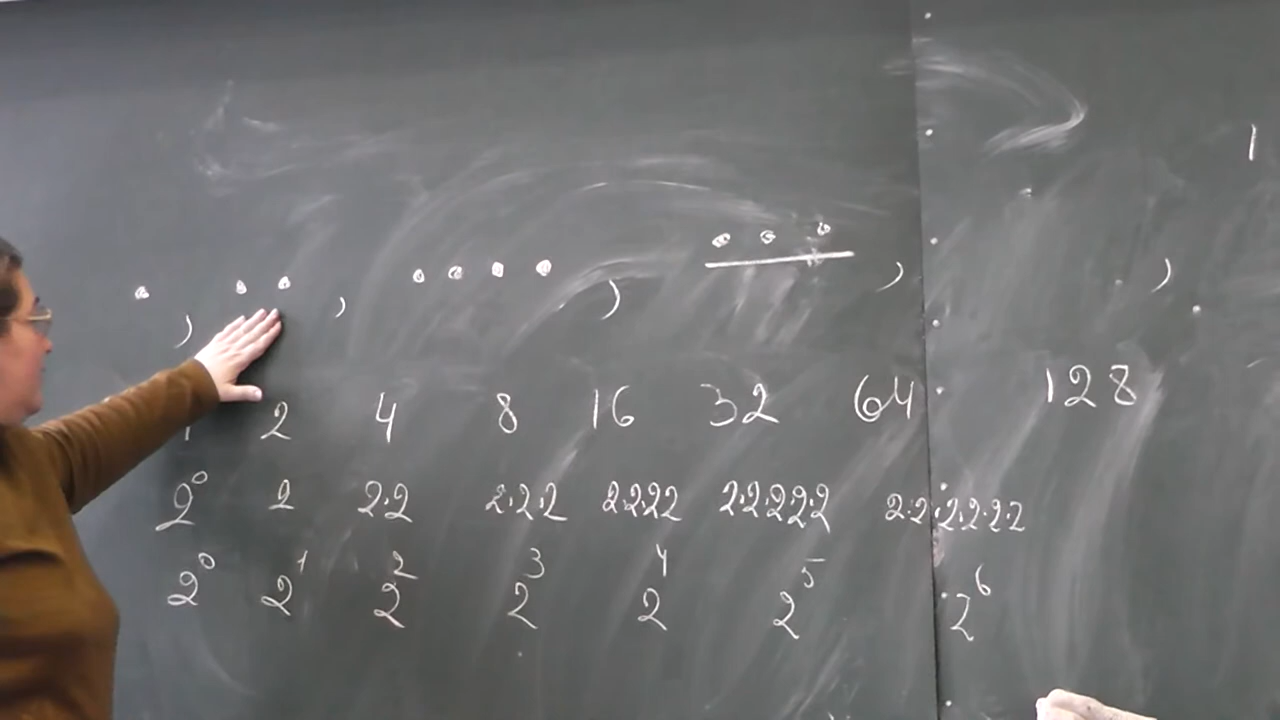 1
. , . . , . . . . , . . . , ,
1 2 4 8 16 32 64 128
2⁰ 2 2·2 2·2·2 2·2·2·2 2·2·2·2·2 2·2·2·2·2·2
2⁰ 2¹ 2² 2³ 2⁴ 2⁵ 2⁶